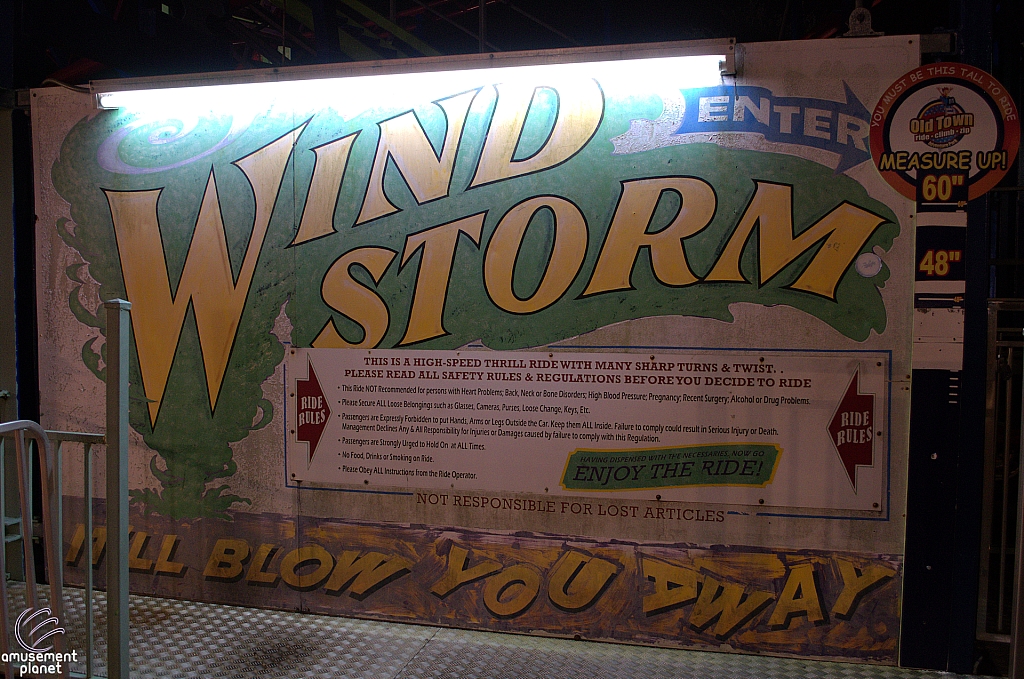 WIND
STORM
ENTER
YOU MUST BE THIS TALL TO RIDE
Old Town
ride • climb • zip
MEASURE UP!
60"
48"
THIS IS A HIGH-SPEED THRILL RIDE WITH MANY SHARP TURNS & TWIST. .
PLEASE READ ALL SAFETY RULES & REGULATIONS BEFORE YOU DECIDE TO RIDE
RIDE
RULES
• This Ride NOT Recommended for persons with Heart Problems; Back, Neck or Bone Disorders; High Blood Pressure; Pregnancy; Recent Surgery; Alcohol or Drug Problems.
• Please Secure ALL Loose Belongings such as Glasses, Cameras, Purses, Loose Change, Keys, Etc.
• Passengers are Expressly Forbidden to put Hands, Arms or Legs Outside the Car. Keep them ALL Inside. Failure to comply could result in Serious Injury or Death.
Management Declines Any & All Responsibility for Injuries or Damages caused by failure to comply with this Regulation.
• Passengers are Strongly Urged to Hold On at ALL Times.
• No Food, Drinks or Smoking on Ride.
• Please Obey ALL Instructions from the Ride Operator.
HAVING DISPENSED WITH THE NECESSARIES, NOW GO
ENJOY THE RIDE!
RIDE
RULES
NOT RESPONSIBLE FOR LOST ARTICLES
IT'LL BLOW YOU AWAY
amusement
planet